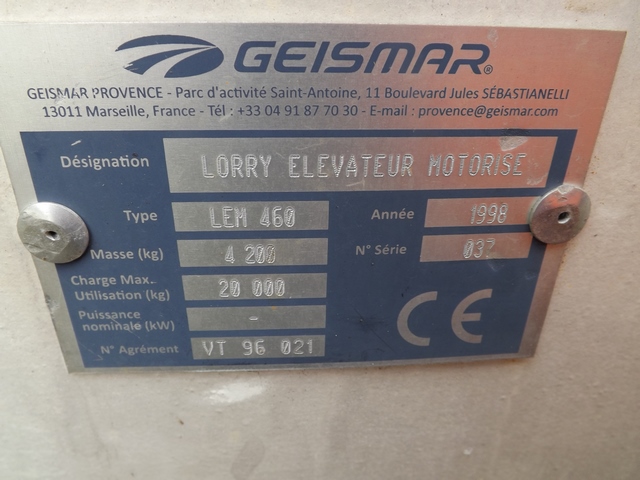 GEISMAR®
GEISMAR PROVENCE - Parc d'activité Saint-Antoine, 11 Boulevard Jules SÉBASTIANELLI
13011 Marseille, France - Tél : +33 04 91 87 70 30 - E-mail : provence@geismar.com
Désignation LORRY ELEVATEUR MOTORISE
Type LEM 460 Année 1998
Masse (kg) 4 200 N° Série
Charge Max. Utilisation (kg) 20 000
Puissance nominale (kW) -
N° Agrément VT 96 021
CE